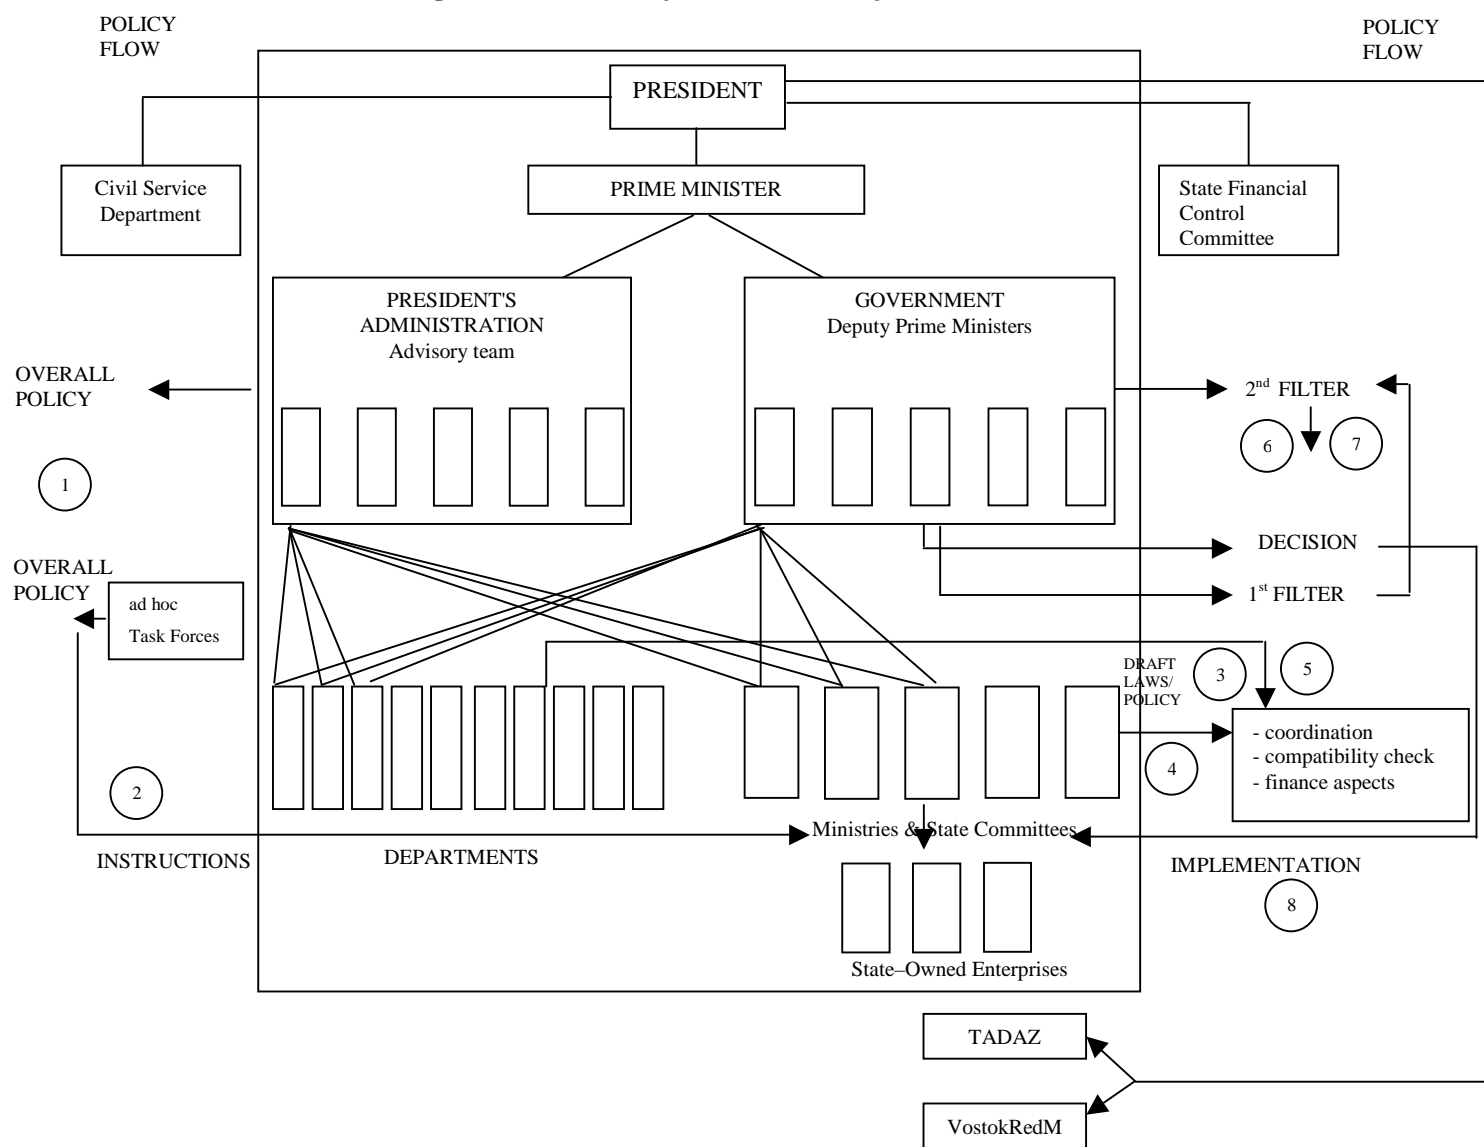 POLICY
FLOW
POLICY
FLOW
PRESIDENT
Civil Service
Department
PRIME MINISTER
State Financial
Control
Committee
PRESIDENT'S
ADMINISTRATION
Advisory team
GOVERNMENT
Deputy Prime Ministers
OVERALL
POLICY
2nd FILTER
6
7
1
DECISION
OVERALL
POLICY
1st FILTER
ad hoc
Task Forces
DRAFT
LAWS/
POLICY
3
5
- coordination
- compatibility check
- finance aspects
4
2
Ministries & State Committees
INSTRUCTIONS
DEPARTMENTS
IMPLEMENTATION
8
State–Owned Enterprises
TADAZ
VostokRedM